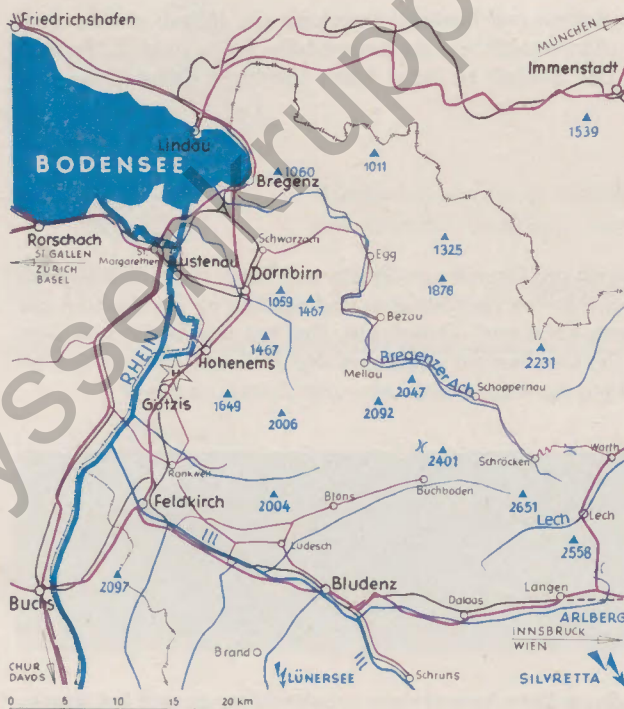 Friedrichshafen
MÜNCHEN
Immenstadt
1539
Lindau
BODENSEE
1060
1011
Bregenz
Rorschach
ST. GALLEN
ZÜRICH
BASEL
St.
Margarethen
Lustenau
Schwarzach
Egg
1325
Dornbirn
1878
1059
1467
Bezau
RHEIN
1467
Hohenems
2231
Mellau
Bregenzer Ach
H
Götzis
1649
2047
Schoppernau
2092
2006
2401
Schröcken
Warth
Rankweil
Buchboden
Feldkirch
2004
Blons
2651
Lech
Lech
Ludesch
2558
2097
Bludenz
Buchs
Dalaas
Langen
ARLBERG
INNSBRUCK
WIEN
Brand
CHUR
DAVOS
LÜNERSEE
Schruns
SILVRETTA
0 5 10 15 20 km
yssenkrupp